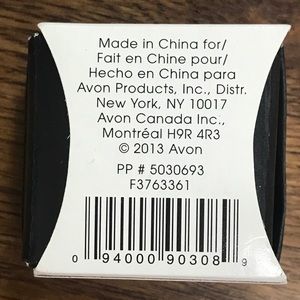 Made in China for/
Fait en Chine pour/
Hecho en China para
Avon Products, Inc., Distr.
New York, NY 10017
Avon Canada Inc.,
Montréal H9R 4R3
© 2013 Avon
PP # 5030693
F3763361
0 94000 90308 9